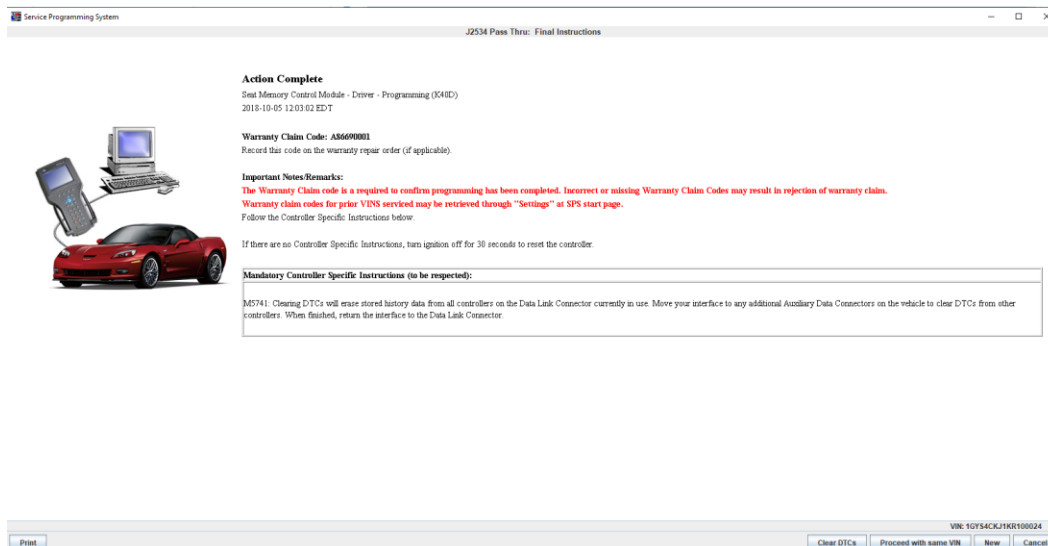 Service Programming System
J2534 Pass Thru: Final Instructions
Action Complete
Seat Memory Control Module - Driver - Programming (K40D)
2018-10-05 12:03:02 EDT
Warranty Claim Code: A86690001
Record this code on the warranty repair order (if applicable).
Important Notes/Remarks:
The Warranty Claim code is a required to confirm programming has been completed. Incorrect or missing Warranty Claim Codes may result in rejection of warranty claim.
Warranty claim codes for prior VINS serviced may be retrieved through "Settings" at SPS start page.
Follow the Controller Specific Instructions below.
If there are no Controller Specific Instructions, turn ignition off for 30 seconds to reset the controller.
Mandatory Controller Specific Instructions (to be respected):
M5741: Clearing DTCs will erase stored history data from all controllers on the Data Link Connector currently in use. Move your interface to any additional Auxiliary Data Connectors on the vehicle to clear DTCs from other
controllers. When finished, return the interface to the Data Link Connector.
VIN: 1GYS4CKJ1KR100024
Print Clear DTCs Proceed with same VIN New Cancel